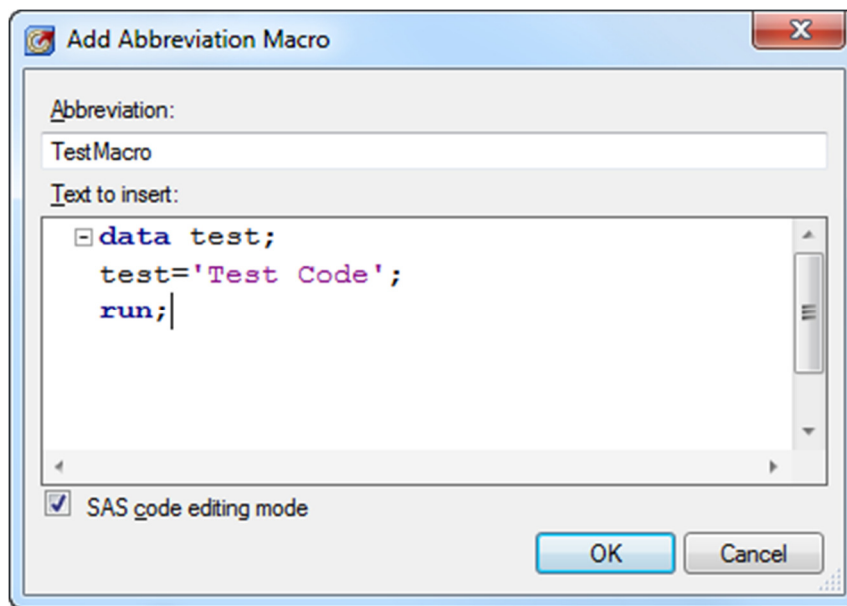 Add Abbreviation Macro
Abbreviation:
TestMacro
Text to insert:
data test;
test='Test Code';
run;
SAS code editing mode
OK Cancel